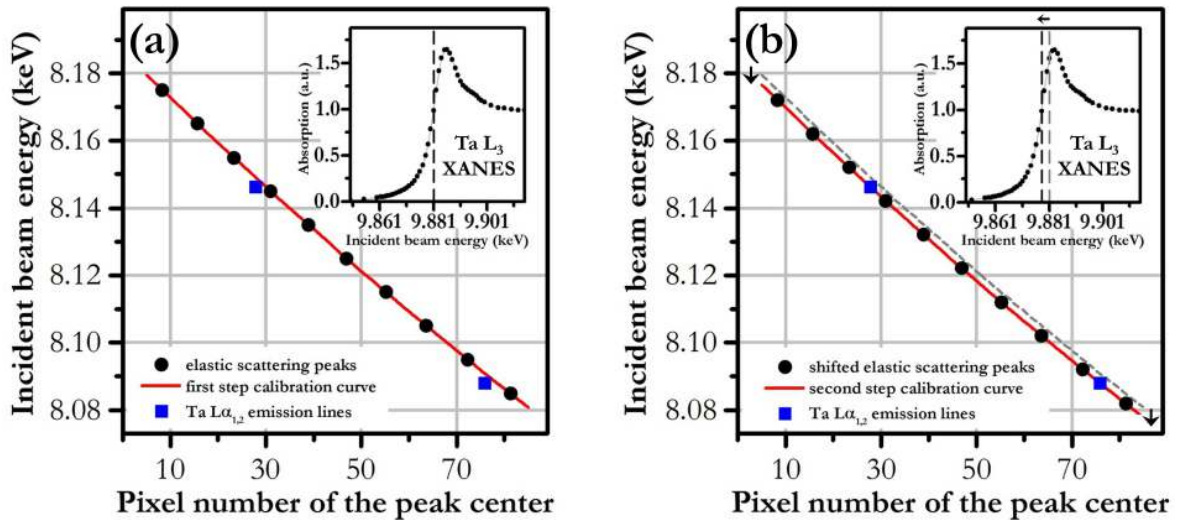 (a)
Incident beam energy (keV)
8.18
8.16
8.14
8.12
8.10
8.08
10
30
50
70
Pixel number of the peak center
elastic scattering peaks
first step calibration curve
Ta Lα1,2 emission lines
Absorption (a.u.)
1.5
1.0
0.5
0.0
9.861
9.881
9.901
Incident beam energy (keV)
Ta L3
XANES
(b)
Incident beam energy (keV)
8.18
8.16
8.14
8.12
8.10
8.08
10
30
50
70
Pixel number of the peak center
shifted elastic scattering peaks
second step calibration curve
Ta Lα1,2 emission lines
Absorption (a.u.)
1.5
1.0
0.5
0.0
9.861
9.881
9.901
Incident beam energy (keV)
Ta L3
XANES